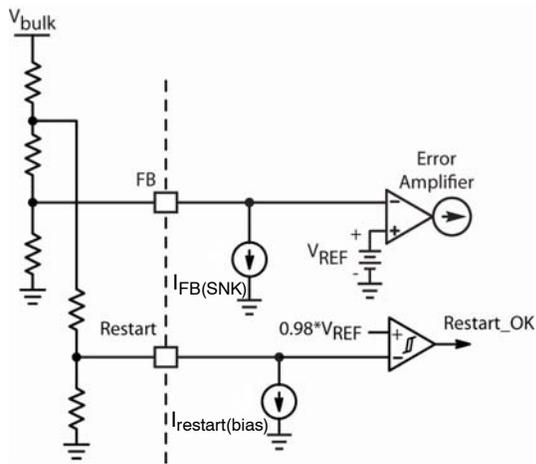 Vbulk
FB
Error
Amplifier
+
-
+
VREF
-
IFB(SNK)
Restart
0.98*VREF
+
-
Restart_OK
Irestart(bias)